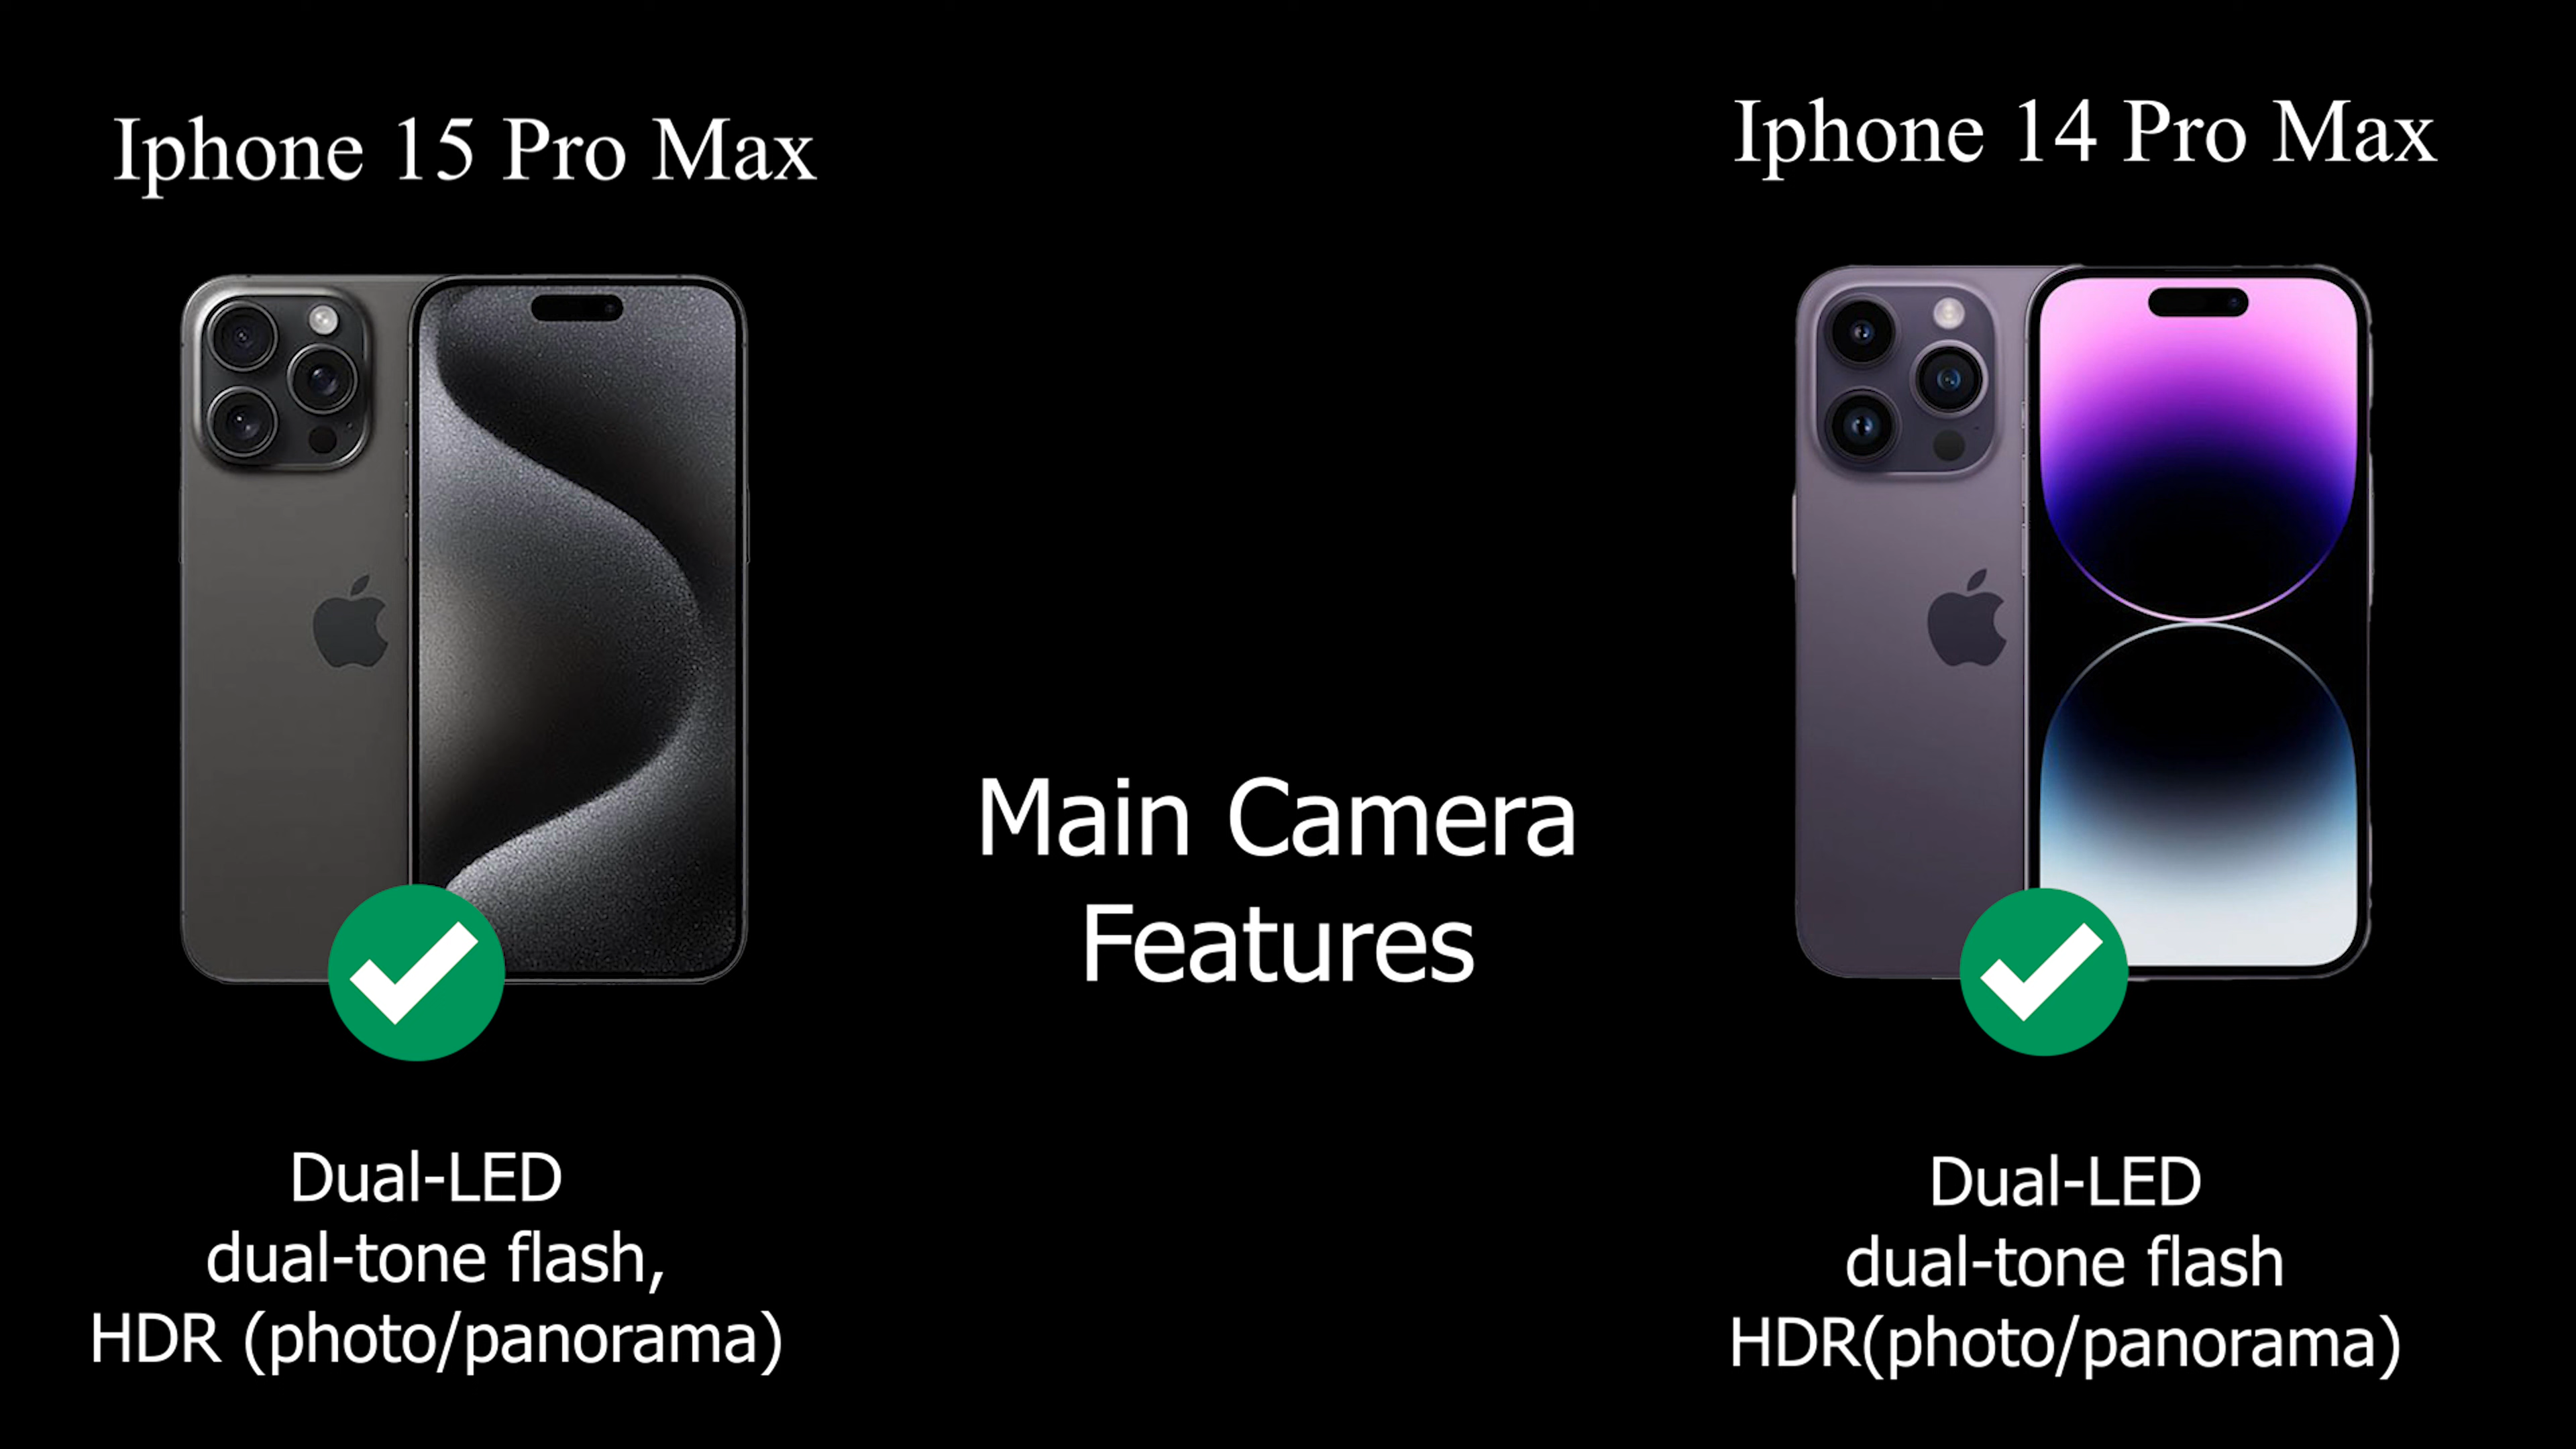 Iphone 15 Pro Max
Iphone 14 Pro Max
Main Camera
Features
Dual-LED
dual-tone flash,
HDR (photo/panorama)
Dual-LED
dual-tone flash
HDR(photo/panorama)